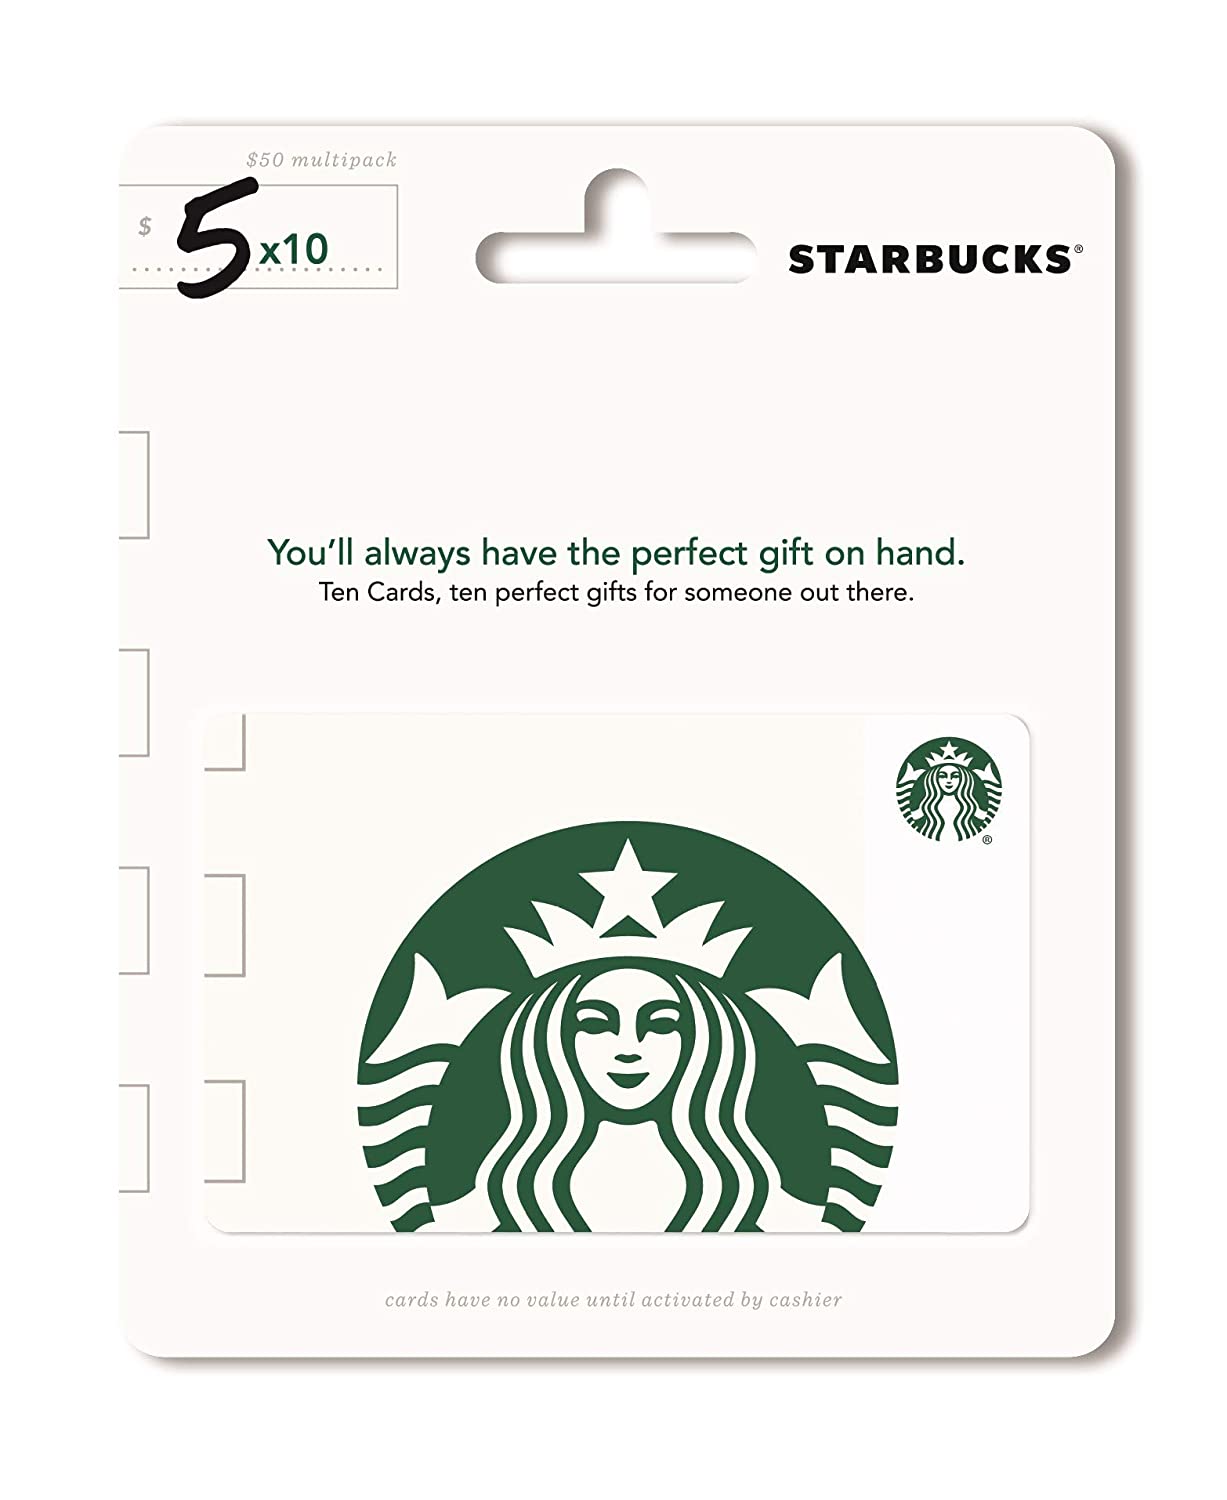 $50 multipack
$ 5 x10
STARBUCKS®
You'll always have the perfect gift on hand.
Ten Cards, ten perfect gifts for someone out there.
®
cards have no value until activated by cashier